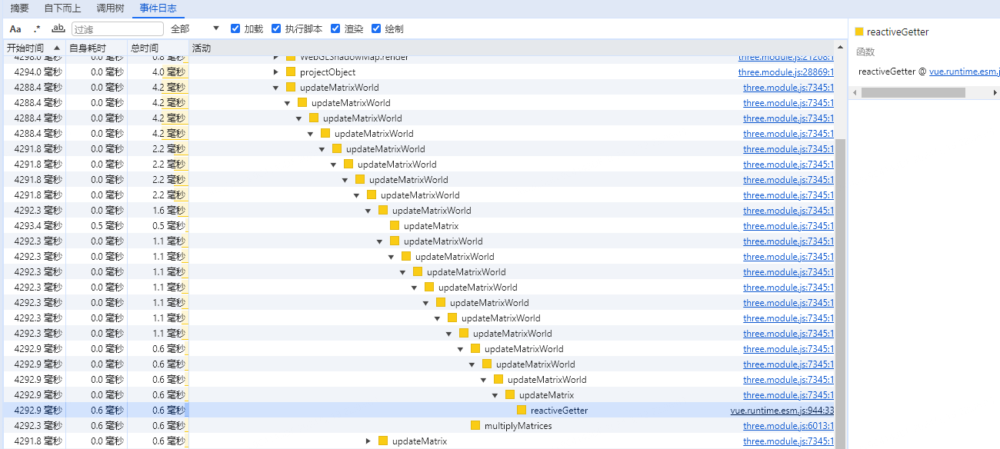 摘要 自下而上 调用树 事件日志
Aa .* ab 过滤 全部 加载 执行脚本 渲染 绘制
开始时间 自身耗时 总时间 活动
4298.0 毫秒 0.0 毫秒 0.8 毫秒 WebGLShadowMap.render three.module.js:21208:1
4294.0 毫秒 0.0 毫秒 4.0 毫秒 projectObject three.module.js:28869:1
4288.4 毫秒 0.0 毫秒 4.2 毫秒 updateMatrixWorld three.module.js:7345:1
4288.4 毫秒 0.0 毫秒 4.2 毫秒 updateMatrixWorld three.module.js:7345:1
4288.4 毫秒 0.0 毫秒 4.2 毫秒 updateMatrixWorld three.module.js:7345:1
4288.4 毫秒 0.0 毫秒 4.2 毫秒 updateMatrixWorld three.module.js:7345:1
4291.8 毫秒 0.0 毫秒 2.2 毫秒 updateMatrixWorld three.module.js:7345:1
4291.8 毫秒 0.0 毫秒 2.2 毫秒 updateMatrixWorld three.module.js:7345:1
4291.8 毫秒 0.0 毫秒 2.2 毫秒 updateMatrixWorld three.module.js:7345:1
4291.8 毫秒 0.0 毫秒 2.2 毫秒 updateMatrixWorld three.module.js:7345:1
4292.3 毫秒 0.0 毫秒 1.6 毫秒 updateMatrixWorld three.module.js:7345:1
4293.4 毫秒 0.5 毫秒 0.5 毫秒 updateMatrix three.module.js:7345:1
4292.3 毫秒 0.0 毫秒 1.1 毫秒 updateMatrixWorld three.module.js:7345:1
4292.3 毫秒 0.0 毫秒 1.1 毫秒 updateMatrixWorld three.module.js:7345:1
4292.3 毫秒 0.0 毫秒 1.1 毫秒 updateMatrixWorld three.module.js:7345:1
4292.3 毫秒 0.0 毫秒 1.1 毫秒 updateMatrixWorld three.module.js:7345:1
4292.3 毫秒 0.0 毫秒 1.1 毫秒 updateMatrixWorld three.module.js:7345:1
4292.3 毫秒 0.0 毫秒 1.1 毫秒 updateMatrixWorld three.module.js:7345:1
4292.3 毫秒 0.0 毫秒 1.1 毫秒 updateMatrixWorld three.module.js:7345:1
4292.9 毫秒 0.0 毫秒 0.6 毫秒 updateMatrixWorld three.module.js:7345:1
4292.9 毫秒 0.0 毫秒 0.6 毫秒 updateMatrixWorld three.module.js:7345:1
4292.9 毫秒 0.0 毫秒 0.6 毫秒 updateMatrixWorld three.module.js:7345:1
4292.9 毫秒 0.0 毫秒 0.6 毫秒 updateMatrix three.module.js:7345:1
4292.9 毫秒 0.6 毫秒 0.6 毫秒 reactiveGetter vue.runtime.esm.js:944:33
4292.3 毫秒 0.6 毫秒 0.6 毫秒 multiplyMatrices three.module.js:6013:1
4291.8 毫秒 0.0 毫秒 0.6 毫秒 updateMatrix three.module.js:7345:1
reactiveGetter
函数
reactiveGetter @ vue.runtime.esm.j